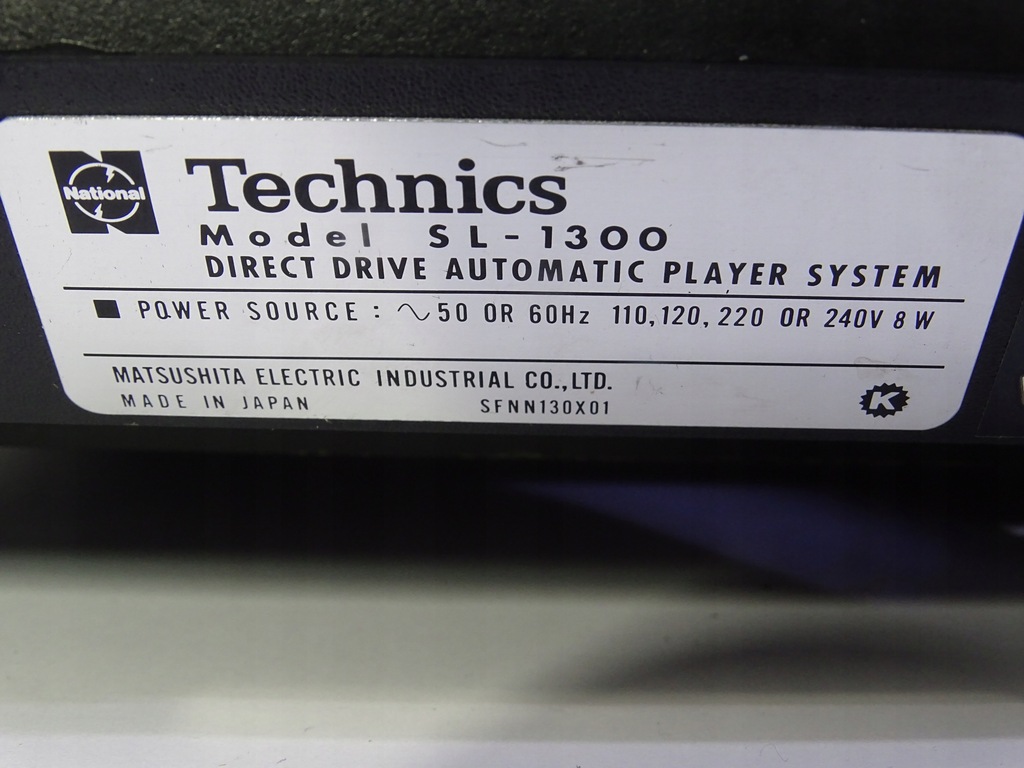 National
Technics
Model SL-1300
DIRECT DRIVE AUTOMATIC PLAYER SYSTEM
■ POWER SOURCE : ∿50 OR 60Hz 110,120,220 OR 240V 8W
MATSUSHITA ELECTRIC INDUSTRIAL CO.,LTD.
MADE IN JAPAN SFNN130X01
K